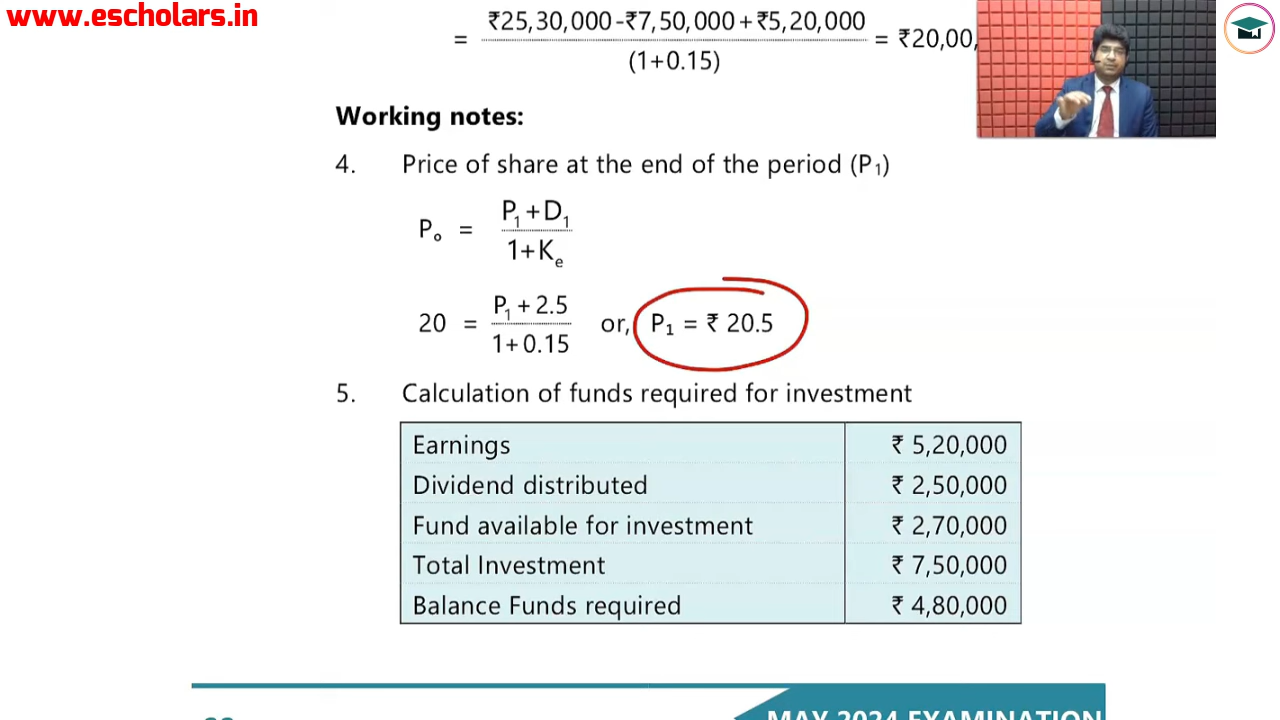 www.escholars.in
= ₹25,30,000-₹7,50,000+₹5,20,000 / (1+0.15) = ₹20,00,
Working notes:
4. Price of share at the end of the period (P₁)
Pₒ = P₁+D₁ / 1+Kₑ
20 = P₁+2.5 / 1+0.15 or, P₁ = ₹ 20.5
5. Calculation of funds required for investment
Earnings ₹ 5,20,000
Dividend distributed ₹ 2,50,000
Fund available for investment ₹ 2,70,000
Total Investment ₹ 7,50,000
Balance Funds required ₹ 4,80,000
MAY 2024 EXAMINATION